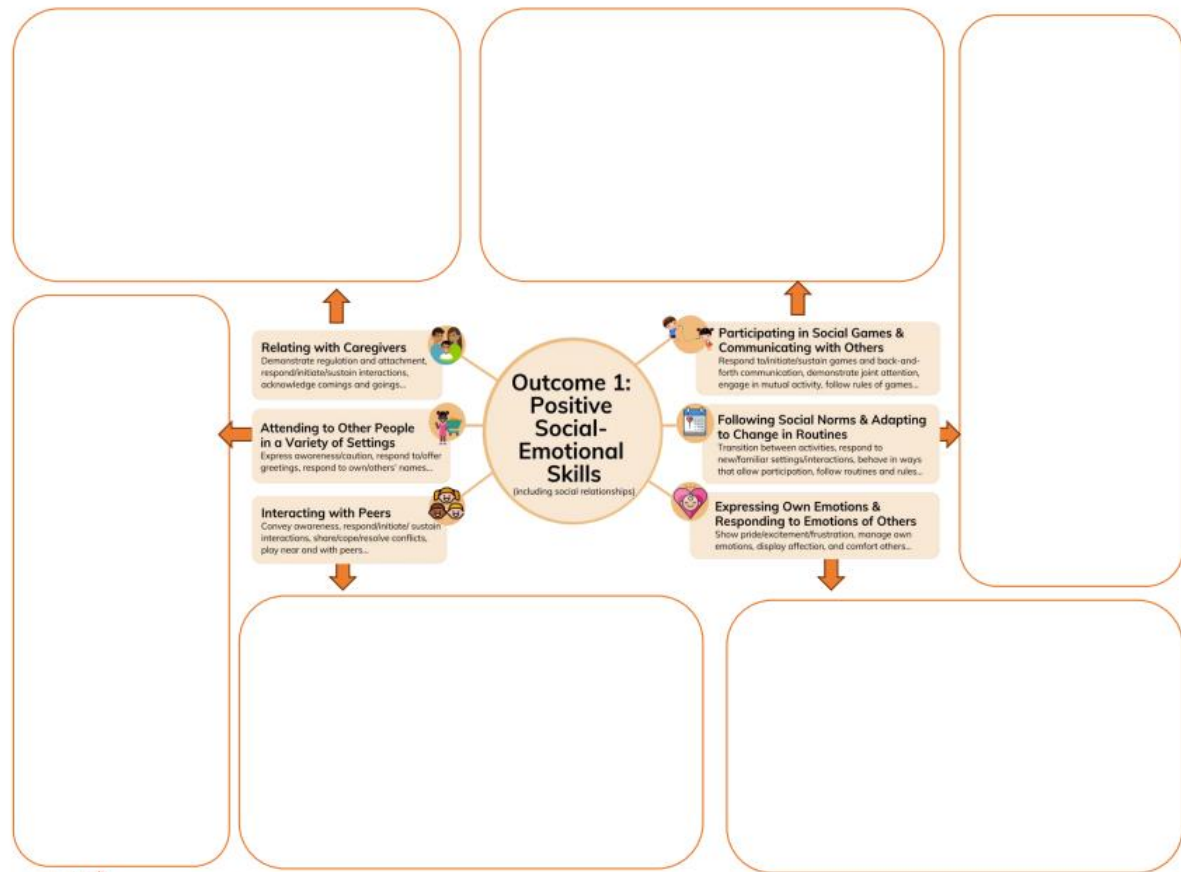 Relating with Caregivers
Demonstrate regulation and attachment,
respond/initiate/sustain interactions,
acknowledge comings and goings...
Attending to Other People
in a Variety of Settings
Express awareness/caution, respond to/offer
greetings, respond to own/others' names...
Interacting with Peers
Convey awareness, respond/initiate/ sustain
interactions, share/cope/resolve conflicts,
play near and with peers...
Outcome 1:
Positive
Social-
Emotional
Skills
(including social relationships)
Participating in Social Games &
Communicating with Others
Respond to/initiate/sustain games and back-and-
forth communication, demonstrate joint attention,
engage in mutual activity, follow rules of games...
Following Social Norms & Adapting
to Change in Routines
Transition between activities, respond to
new/familiar settings/interactions, behave in ways
that allow participation, follow routines and rules...
Expressing Own Emotions &
Responding to Emotions of Others
Show pride/excitement/frustration, manage own
emotions, display affection, and comfort others...